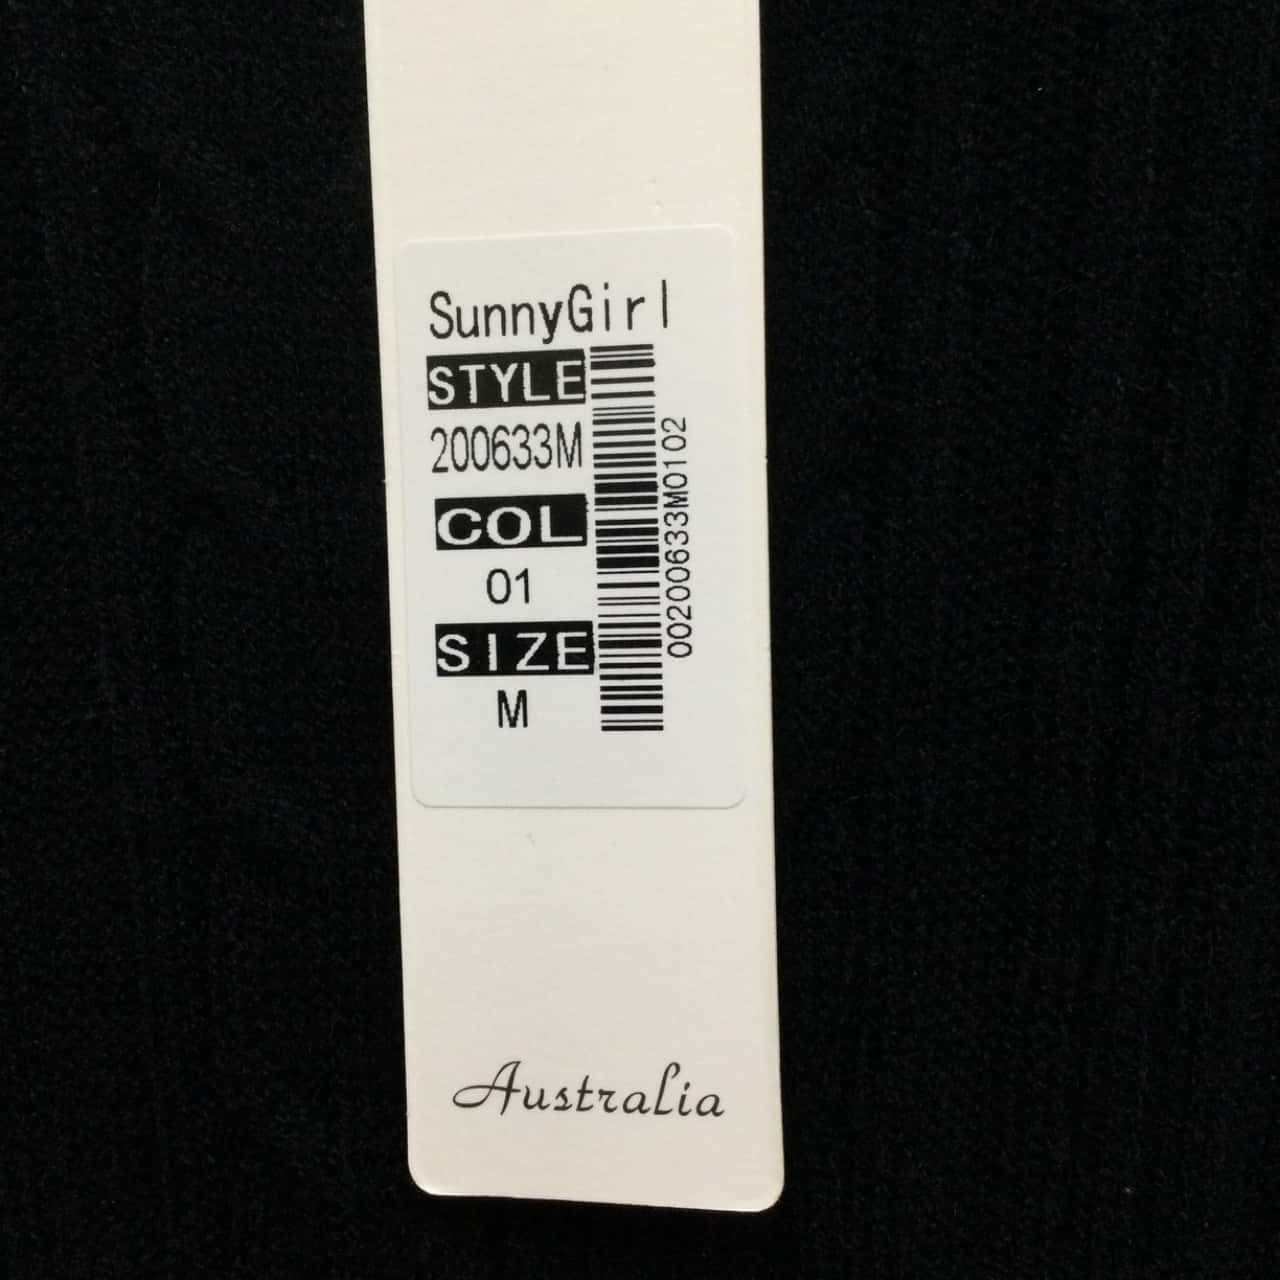 SunnyGirl
STYLE
200633M
COL
01
SIZE
M
00200633M0102
Australia